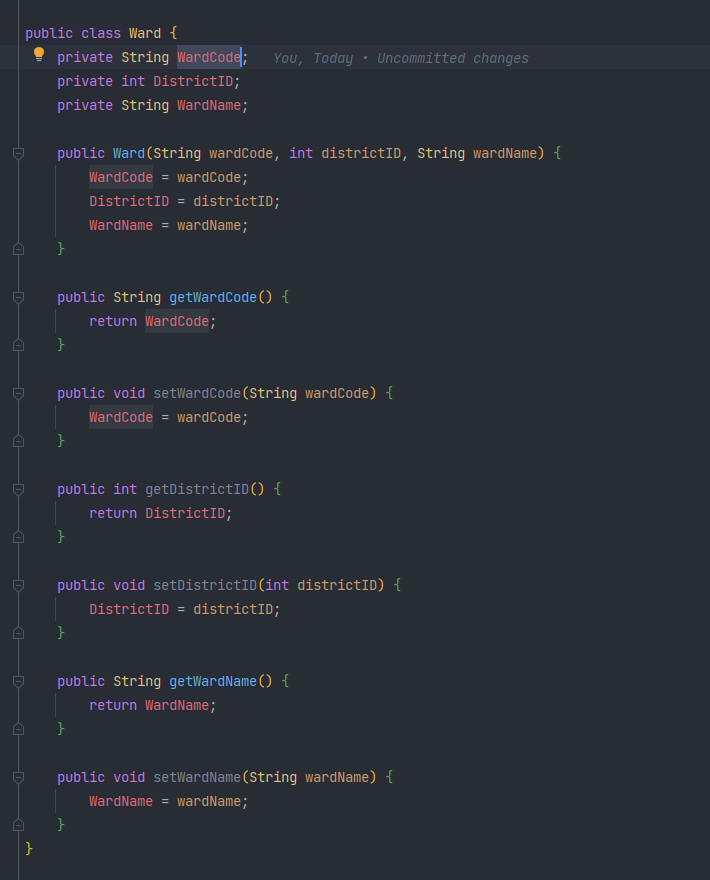 public class Ward {
private String WardCode; You, Today • Uncommitted changes
private int DistrictID;
private String WardName;
public Ward(String wardCode, int districtID, String wardName) {
WardCode = wardCode;
DistrictID = districtID;
WardName = wardName;
}
public String getWardCode() {
return WardCode;
}
public void setWardCode(String wardCode) {
WardCode = wardCode;
}
public int getDistrictID() {
return DistrictID;
}
public void setDistrictID(int districtID) {
DistrictID = districtID;
}
public String getWardName() {
return WardName;
}
public void setWardName(String wardName) {
WardName = wardName;
}
}